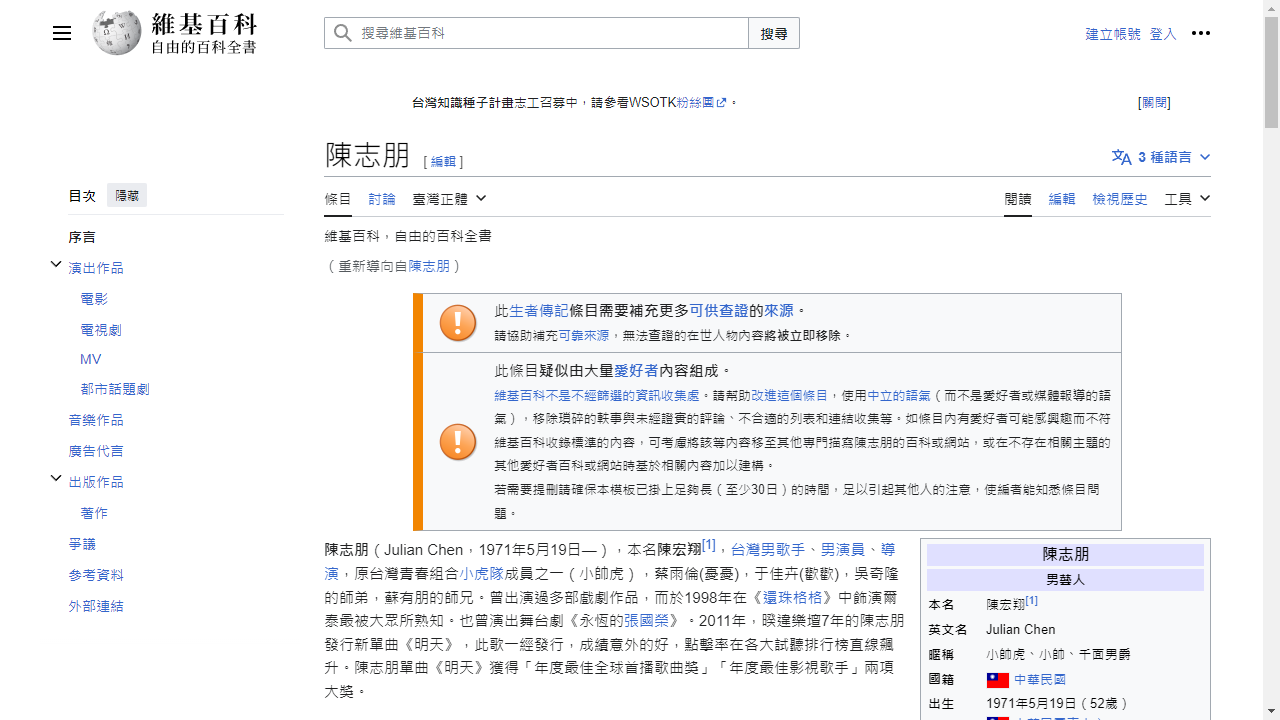 維基百科
自由的百科全書
搜尋維基百科
搜尋
建立帳號 登入
台灣知識種子計畫志工召募中，請參看WSOTK粉絲團。
[關閉]
陳志朋 [ 編輯 ]
3 種語言
目次 隱藏
條目 討論 臺灣正體
閱讀 編輯 檢視歷史 工具
序言
演出作品
電影
電視劇
MV
都市話題劇
音樂作品
廣告代言
出版作品
著作
爭議
參考資料
外部連結
維基百科，自由的百科全書
（重新導向自陳志朋）
此生者傳記條目需要補充更多可供查證的來源。
請協助補充可靠來源，無法查證的在世人物內容將被立即移除。
此條目疑似由大量愛好者內容組成。
維基百科不是不經篩選的資訊收集處。請幫助改進這個條目，使用中立的語氣（而不是愛好者或媒體報導的語
氣），移除瑣碎的軼事與未經證實的評論、不合適的列表和連結收集等。如條目內有愛好者可能感興趣而不符
維基百科收錄標準的內容，可考慮將該等內容移至其他專門描寫陳志朋的百科或網站，或在不存在相關主題的
其他愛好者百科或網站時基於相關內容加以建構。
若需要提刪請確保本模板已掛上足夠長（至少30日）的時間，足以引起其他人的注意，使編者能知悉條目問
題。
陳志朋（Julian Chen，1971年5月19日—），本名陳宏翔[1]，台灣男歌手、男演員、導
演，原台灣青春組合小虎隊成員之一（小帥虎），蔡雨倫(憂憂)，于佳卉(歡歡)，吳奇隆
的師弟，蘇有朋的師兄。曾出演過多部戲劇作品，而於1998年在《還珠格格》中飾演爾
泰最被大眾所熟知。也曾演出舞台劇《永恆的張國榮》。2011年，暌違樂壇7年的陳志朋
發行新單曲《明天》，此歌一經發行，成績意外的好，點擊率在各大試聽排行榜直線飆
升。陳志朋單曲《明天》獲得「年度最佳全球首播歌曲獎」「年度最佳影視歌手」兩項
大獎。
陳志朋
男藝人
本名 陳宏翔[1]
英文名 Julian Chen
暱稱 小帥虎、小帥、千面男爵
國籍 中華民國
出生 1971年5月19日（52歲）